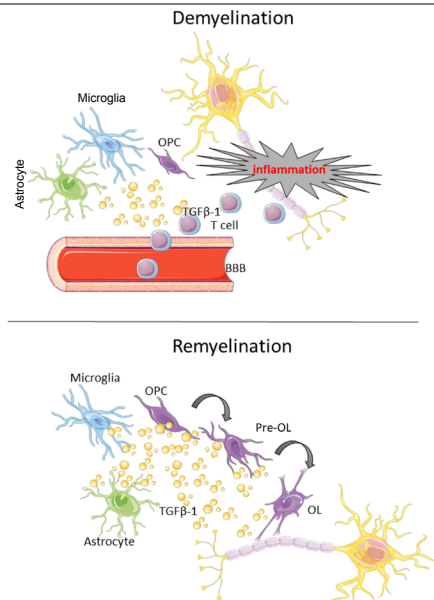 Demyelination
Microglia
Astrocyte
OPC
inflammation
TGFβ-1
T cell
BBB
Remyelination
Microglia
OPC
Pre-OL
TGFβ-1
OL
Astrocyte